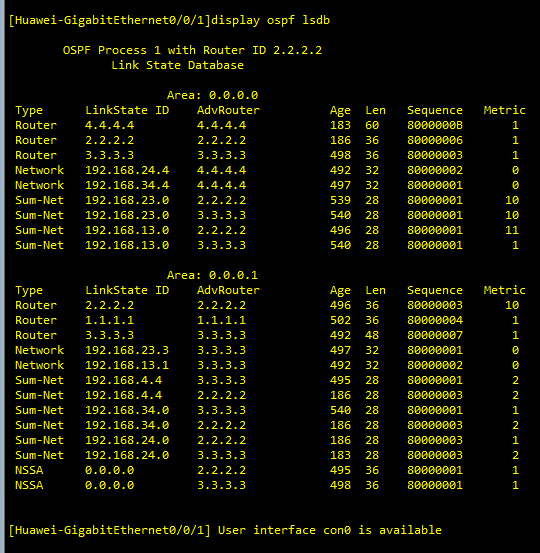 [Huawei-GigabitEthernet0/0/1]display ospf lsdb
OSPF Process 1 with Router ID 2.2.2.2
Link State Database
Area: 0.0.0.0
Type LinkState ID AdvRouter Age Len Sequence Metric
Router 4.4.4.4 4.4.4.4 183 60 8000000B 1
Router 2.2.2.2 2.2.2.2 186 36 80000006 1
Router 3.3.3.3 3.3.3.3 498 36 80000003 1
Network 192.168.24.4 4.4.4.4 492 32 80000002 0
Network 192.168.34.4 4.4.4.4 497 32 80000001 0
Sum-Net 192.168.23.0 2.2.2.2 539 28 80000001 10
Sum-Net 192.168.23.0 3.3.3.3 540 28 80000001 10
Sum-Net 192.168.13.0 2.2.2.2 496 28 80000001 11
Sum-Net 192.168.13.0 3.3.3.3 540 28 80000001 1
Area: 0.0.0.1
Type LinkState ID AdvRouter Age Len Sequence Metric
Router 2.2.2.2 2.2.2.2 496 36 80000003 10
Router 1.1.1.1 1.1.1.1 502 36 80000004 1
Router 3.3.3.3 3.3.3.3 492 48 80000007 1
Network 192.168.23.3 3.3.3.3 497 32 80000001 0
Network 192.168.13.1 3.3.3.3 492 32 80000002 0
Sum-Net 192.168.4.4 3.3.3.3 495 28 80000001 2
Sum-Net 192.168.4.4 2.2.2.2 186 28 80000003 2
Sum-Net 192.168.34.0 3.3.3.3 540 28 80000001 1
Sum-Net 192.168.34.0 2.2.2.2 186 28 80000003 2
Sum-Net 192.168.24.0 2.2.2.2 186 28 80000003 1
Sum-Net 192.168.24.0 3.3.3.3 183 28 80000003 2
NSSA 0.0.0.0 2.2.2.2 495 36 80000001 1
NSSA 0.0.0.0 3.3.3.3 498 36 80000001 1
[Huawei-GigabitEthernet0/0/1] User interface con0 is available